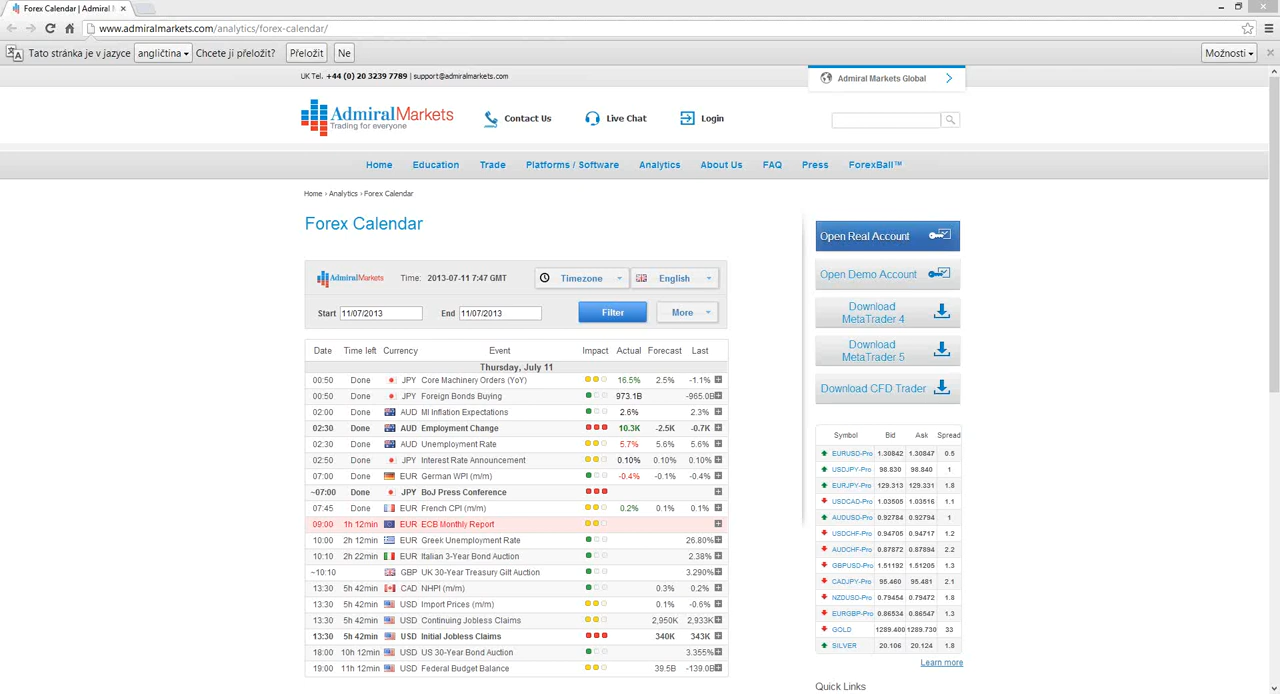 Forex Calendar | Admiral M
www.admiralmarkets.com/analytics/forex-calendar/
Tato stránka je v jazyce angličtina Chcete ji přeložit? Přeložit Ne Možnosti
UK Tel. +44 (0) 20 3239 7789 | support@admiralmarkets.com
Admiral Markets Global
AdmiralMarkets
Trading for everyone
Contact Us Live Chat Login
Home Education Trade Platforms / Software Analytics About Us FAQ Press ForexBall™
Home › Analytics › Forex Calendar
Forex Calendar
AdmiralMarkets Time: 2013-07-11 7:47 GMT Timezone English
Start 11/07/2013 End 11/07/2013 Filter More
Date Time left Currency Event Impact Actual Forecast Last
Thursday, July 11
00:50 Done JPY Core Machinery Orders (YoY) 16.5% 2.5% -1.1%
00:50 Done JPY Foreign Bonds Buying 973.1B -965.0B
02:00 Done AUD MI Inflation Expectations 2.6% 2.3%
02:30 Done AUD Employment Change 10.3K -2.5K -0.7K
02:30 Done AUD Unemployment Rate 5.7% 5.6% 5.6%
02:50 Done JPY Interest Rate Announcement 0.10% 0.10% 0.10%
07:00 Done EUR German WPI (m/m) -0.4% -0.1% -0.4%
~07:00 Done JPY BoJ Press Conference
07:45 Done EUR French CPI (m/m) 0.2% 0.1% 0.1%
09:00 1h 12min EUR ECB Monthly Report
10:00 2h 12min EUR Greek Unemployment Rate 26.80%
10:10 2h 22min EUR Italian 3-Year Bond Auction 2.38%
~10:10 GBP UK 30-Year Treasury Gilt Auction 3.290%
13:30 5h 42min CAD NHPI (m/m) 0.3% 0.2%
13:30 5h 42min USD Import Prices (m/m) 0.1% -0.6%
13:30 5h 42min USD Continuing Jobless Claims 2,950K 2,933K
13:30 5h 42min USD Initial Jobless Claims 340K 343K
18:00 10h 12min USD US 30-Year Bond Auction 3.355%
19:00 11h 12min USD Federal Budget Balance 39.5B -139.0B
Open Real Account
Open Demo Account
Download
MetaTrader 4
Download
MetaTrader 5
Download CFD Trader
Symbol Bid Ask Spread
EURUSD-Pro 1.30842 1.30847 0.5
USDJPY-Pro 98.830 98.840 1
EURJPY-Pro 129.313 129.331 1.8
USDCAD-Pro 1.03505 1.03516 1.1
AUDUSD-Pro 0.92784 0.92794 1
USDCHF-Pro 0.94705 0.94717 1.2
AUDCHF-Pro 0.87872 0.87894 2.2
GBPUSD-Pro 1.51192 1.51205 1.3
CADJPY-Pro 95.460 95.481 2.1
NZDUSD-Pro 0.79454 0.79472 1.8
EURGBP-Pro 0.86534 0.86547 1.3
GOLD 1289.400 1289.730 33
SILVER 20.106 20.124 1.8
Learn more
Quick Links